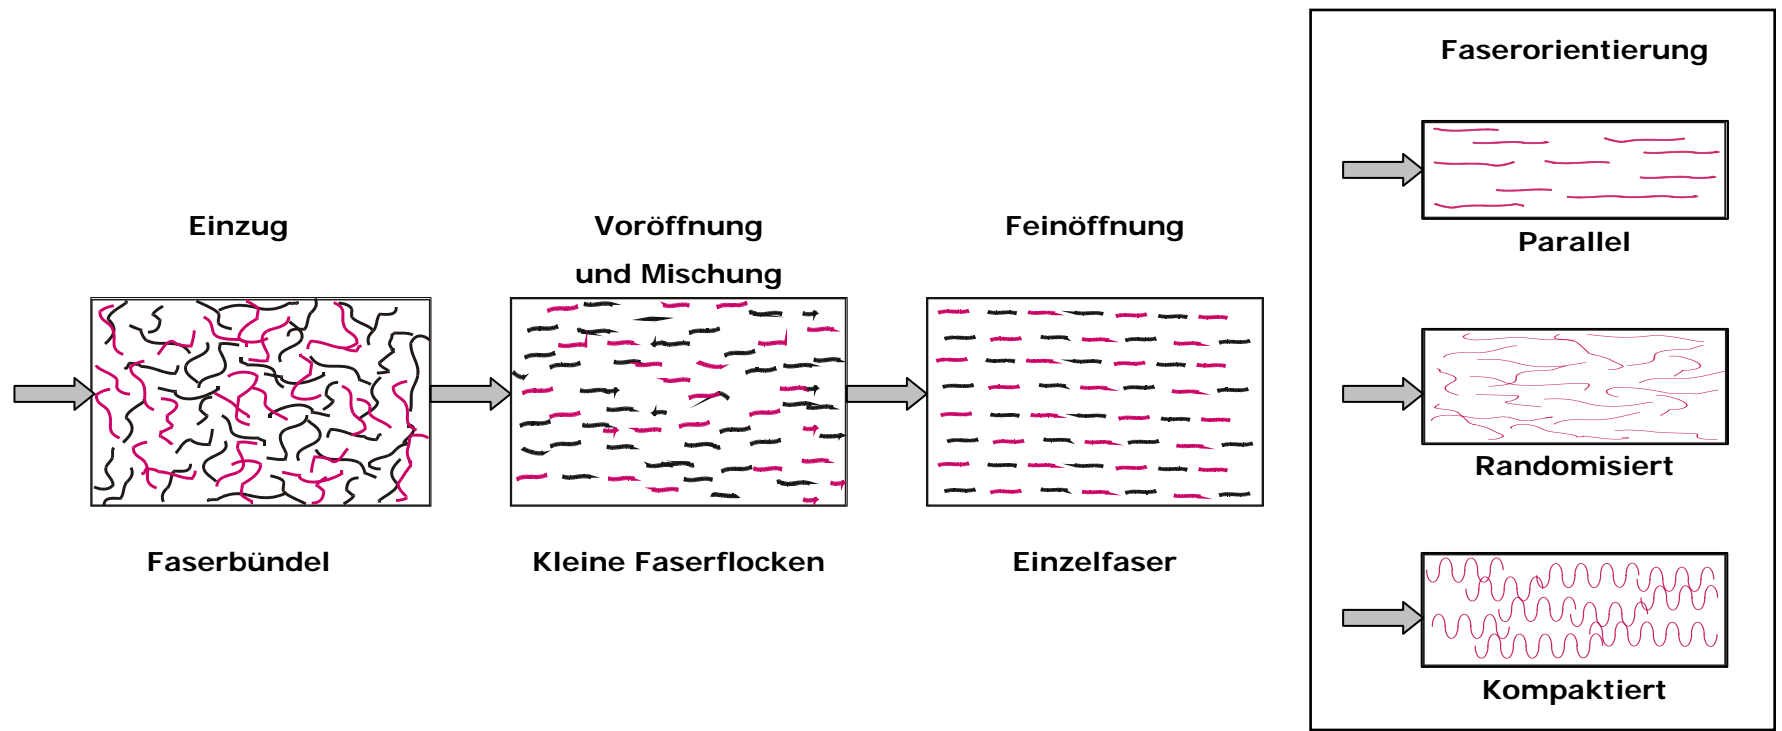 Einzug
Faserbündel
Voröffnung
und Mischung
Kleine Faserflocken
Feinöffnung
Einzelfaser
Faserorientierung
Parallel
Randomisiert
Kompaktiert